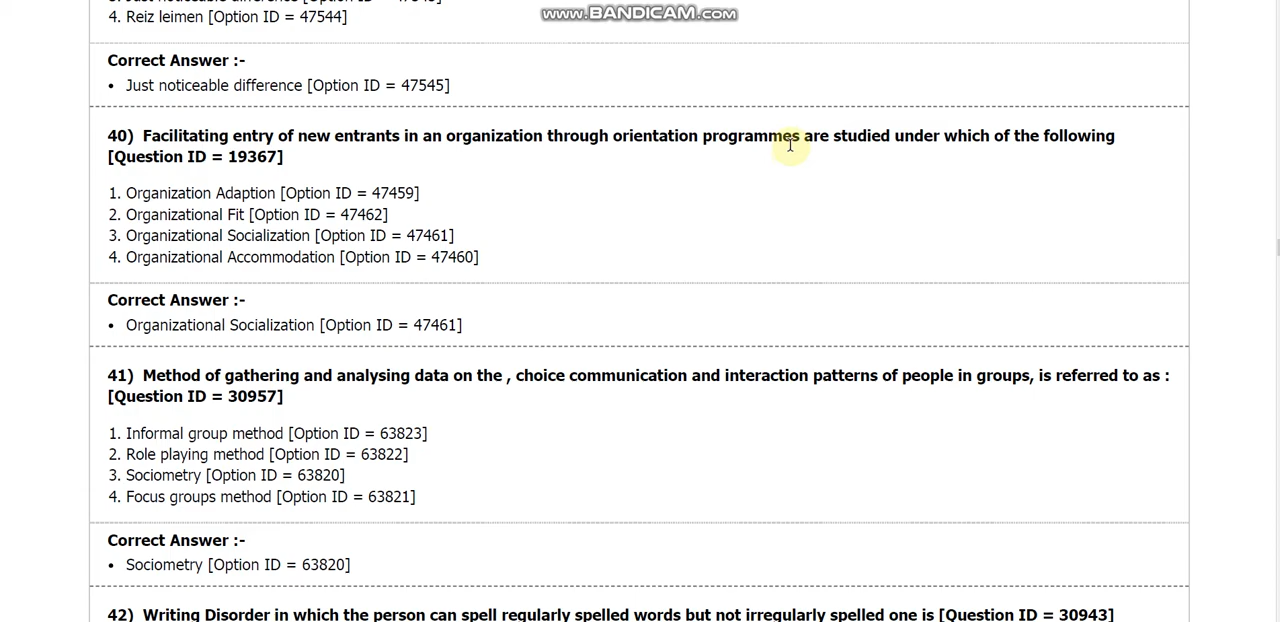 www.BANDICAM.com
4. Reiz leimen [Option ID = 47544]
Correct Answer :-
• Just noticeable difference [Option ID = 47545]
40) Facilitating entry of new entrants in an organization through orientation programmes are studied under which of the following
[Question ID = 19367]
1. Organization Adaption [Option ID = 47459]
2. Organizational Fit [Option ID = 47462]
3. Organizational Socialization [Option ID = 47461]
4. Organizational Accommodation [Option ID = 47460]
Correct Answer :-
• Organizational Socialization [Option ID = 47461]
41) Method of gathering and analysing data on the , choice communication and interaction patterns of people in groups, is referred to as :
[Question ID = 30957]
1. Informal group method [Option ID = 63823]
2. Role playing method [Option ID = 63822]
3. Sociometry [Option ID = 63820]
4. Focus groups method [Option ID = 63821]
Correct Answer :-
• Sociometry [Option ID = 63820]
42) Writing Disorder in which the person can spell regularly spelled words but not irregularly spelled one is [Question ID = 30943]